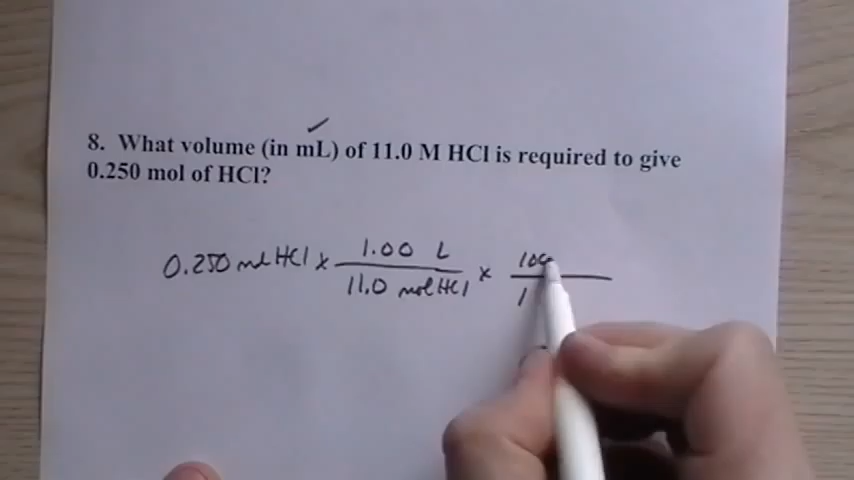 8. What volume (in mL) of 11.0 M HCl is required to give
0.250 mol of HCl?
0.250 mol HCl x 1.00 L x
11.0 mol HCl 1